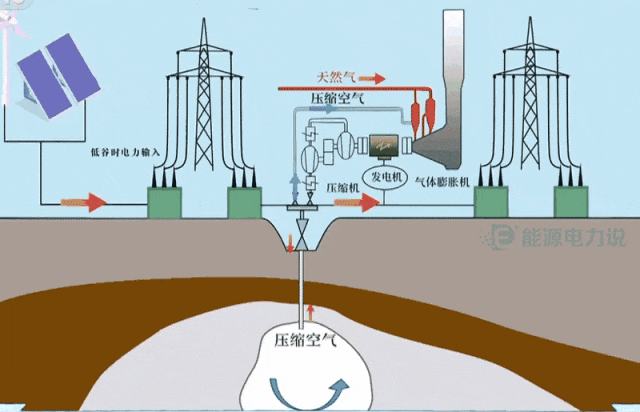 天然气
压缩空气
低谷时电力输入
压缩机
发电机
气体膨胀机
能源电力说
压缩空气